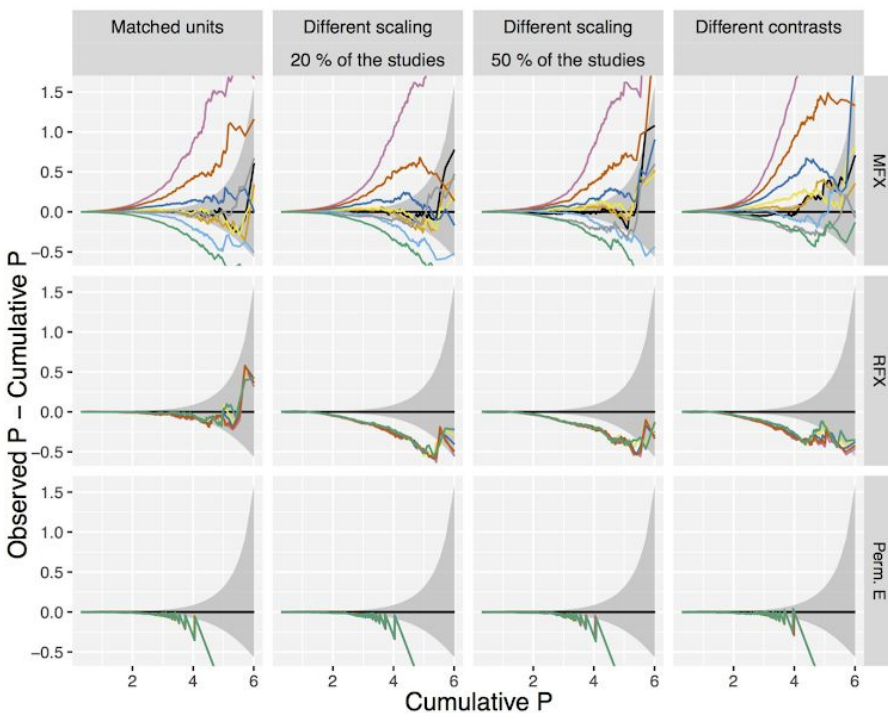 Matched units
Different scaling
20 % of the studies
Different scaling
50 % of the studies
Different contrasts
Observed P − Cumulative P
1.5
1.0
0.5
0.0
−0.5
MFX
1.5
1.0
0.5
0.0
−0.5
RFX
1.5
1.0
0.5
0.0
−0.5
Perm. E
2 4 6
2 4 6
2 4 6
2 4 6
Cumulative P